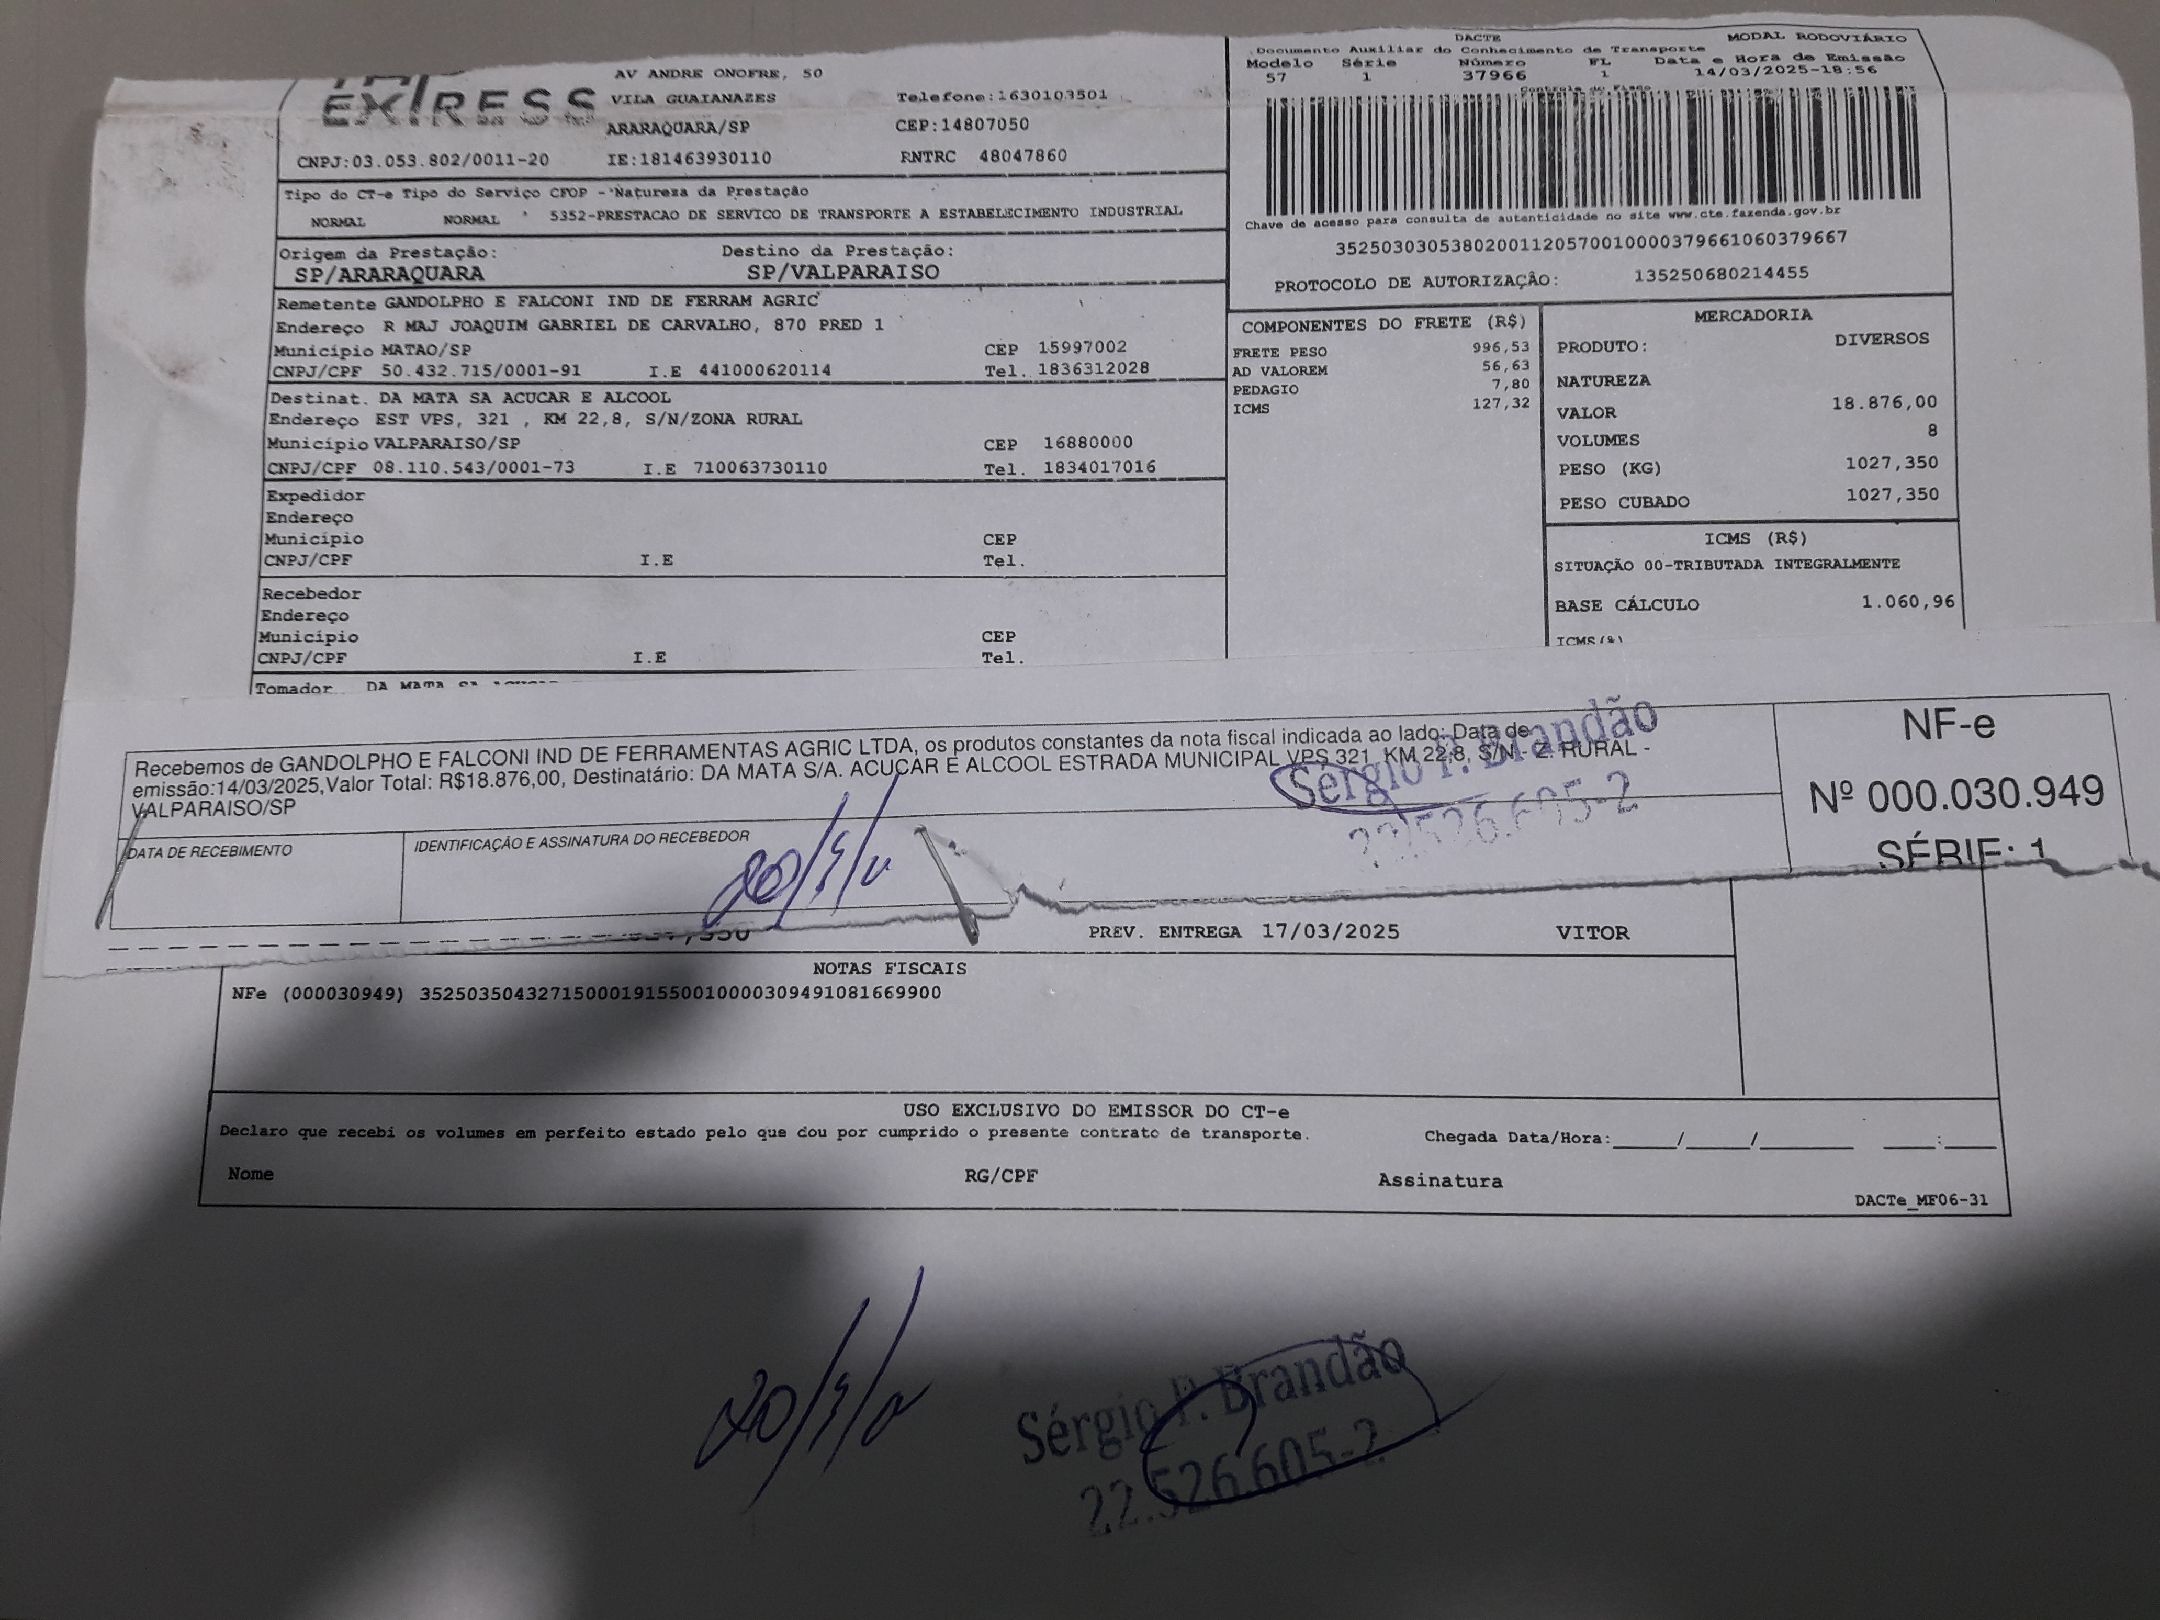 EXPRESS
AV ANDRE ONOFRE, 50
VILA GUAIANAZES Telefone:1630103501
ARARAQUARA/SP CEP:14807050
CNPJ:03.053.802/0011-20 IE:181463930110 RNTRC 48047860
DACTE MODAL RODOVIÁRIO
Documento Auxiliar do Conhecimento de Transporte
Modelo Série Número FL Data e Hora de Emissão
57 1 37966 1 14/03/2025-18:56
Chave de acesso para consulta de autenticidade no site www.cte.fazenda.gov.br
35250303053802001120570010000379661060379667
PROTOCOLO DE AUTORIZAÇÃO: 135250680214455
Tipo do CT-e Tipo do Serviço CFOP - Natureza da Prestação
NORMAL NORMAL 5352-PRESTACAO DE SERVICO DE TRANSPORTE A ESTABELECIMENTO INDUSTRIAL
Origem da Prestação: Destino da Prestação:
SP/ARARAQUARA SP/VALPARAISO
Remetente GANDOLPHO E FALCONI IND DE FERRAM AGRIC
Endereço R MAJ JOAQUIM GABRIEL DE CARVALHO, 870 PRED 1
Município MATAO/SP CEP 15997002
CNPJ/CPF 50.432.715/0001-91 I.E 441000620114 Tel. 1836312028
Destinat. DA MATA SA ACUCAR E ALCOOL
Endereço EST VPS, 321 , KM 22,8, S/N/ZONA RURAL
Município VALPARAISO/SP CEP 16880000
CNPJ/CPF 08.110.543/0001-73 I.E 710063730110 Tel. 1834017016
Expedidor
Endereço
Município CEP
CNPJ/CPF I.E Tel.
Recebedor
Endereço
Município CEP
CNPJ/CPF I.E Tel.
Tomador DA MATA SA
COMPONENTES DO FRETE (R$)
FRETE PESO 996,53
AD VALOREM 56,63
PEDAGIO 7,80
ICMS 127,32
MERCADORIA
PRODUTO: DIVERSOS
NATUREZA
VALOR 18.876,00
VOLUMES 8
PESO (KG) 1027,350
PESO CUBADO 1027,350
ICMS (R$)
SITUAÇÃO 00-TRIBUTADA INTEGRALMENTE
BASE CÁLCULO 1.060,96
ICMS(%)
Recebemos de GANDOLPHO E FALCONI IND DE FERRAMENTAS AGRIC LTDA, os produtos constantes da nota fiscal indicada ao lado: Data de
emissão:14/03/2025,Valor Total: R$18.876,00, Destinatário: DA MATA S/A. ACUCAR E ALCOOL ESTRADA MUNICIPAL VPS 321, KM 22,8, S/N - Z. RURAL -
VALPARAISO/SP
Sérgio P. Brandão
22.526.605-2
DATA DE RECEBIMENTO
IDENTIFICAÇÃO E ASSINATURA DO RECEBEDOR
NF-e
Nº 000.030.949
SÉRIE: 1
PREV. ENTREGA 17/03/2025 VITOR
NOTAS FISCAIS
NFe (000030949) 35250350432715000191550010000309491081669900
USO EXCLUSIVO DO EMISSOR DO CT-e
Declaro que recebi os volumes em perfeito estado pelo que dou por cumprido o presente contrato de transporte. Chegada Data/Hora:_____/_____/_______ ____:____
Nome RG/CPF Assinatura
DACTe_MF06-31
Sérgio P. Brandão
22.526.605-2